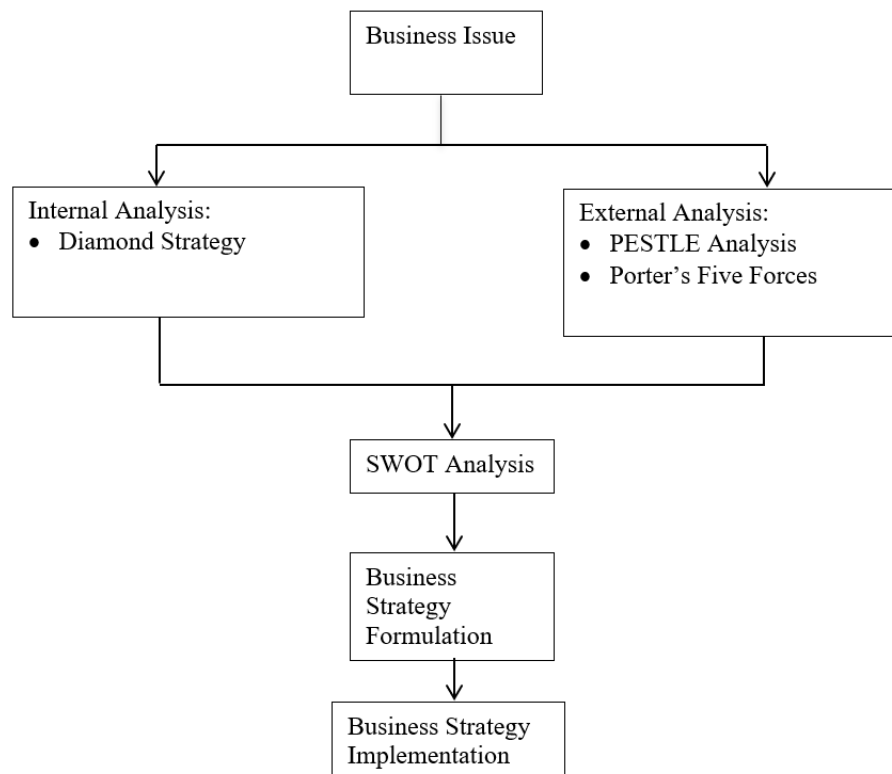 Business Issue
Internal Analysis:
• Diamond Strategy
External Analysis:
• PESTLE Analysis
• Porter’s Five Forces
SWOT Analysis
Business
Strategy
Formulation
Business Strategy
Implementation